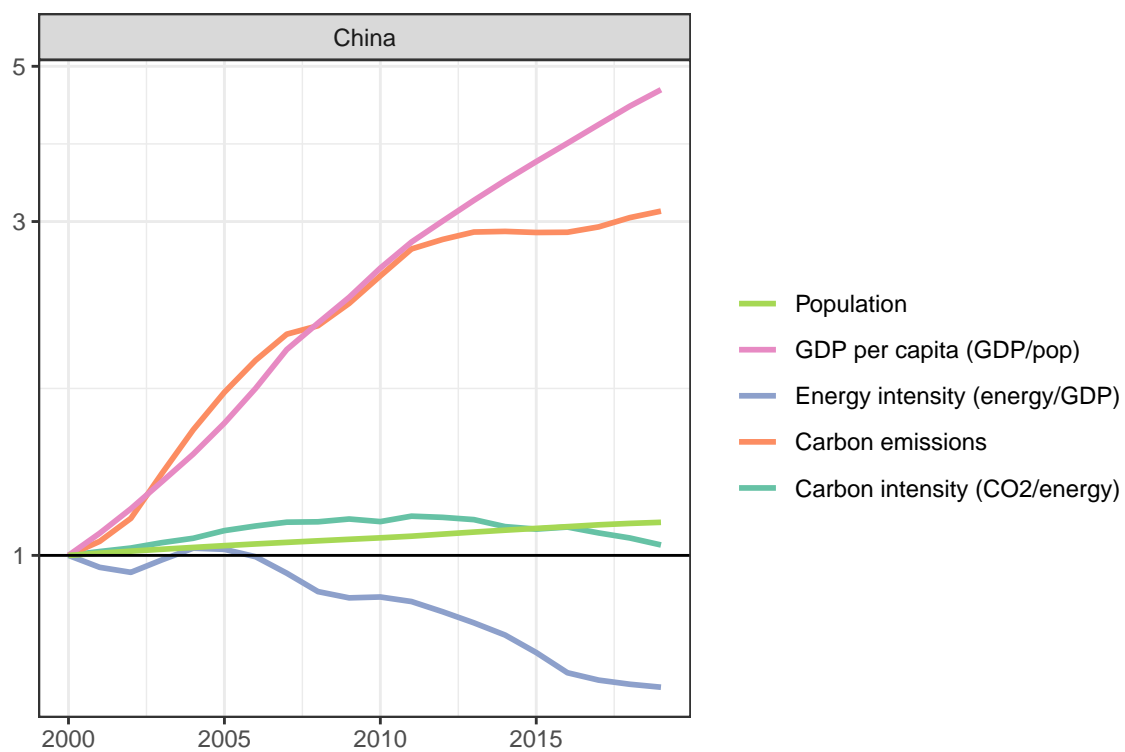 China
5
3
1
2000
2005
2010
2015
Population
GDP per capita (GDP/pop)
Energy intensity (energy/GDP)
Carbon emissions
Carbon intensity (CO2/energy)